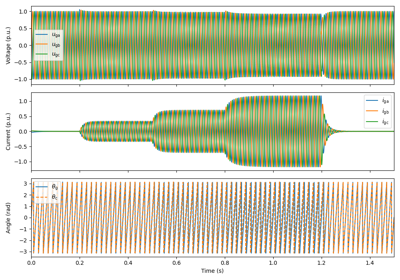 Voltage (p.u.)
1.0
0.5
0.0
−0.5
−1.0
u_ga
u_gb
u_gc
Current (p.u.)
1.0
0.5
0.0
−0.5
−1.0
i_ga
i_gb
i_gc
Angle (rad)
3
2
1
0
−1
−2
−3
θ_g
θ_c
0.0 0.2 0.4 0.6 0.8 1.0 1.2 1.4
Time (s)